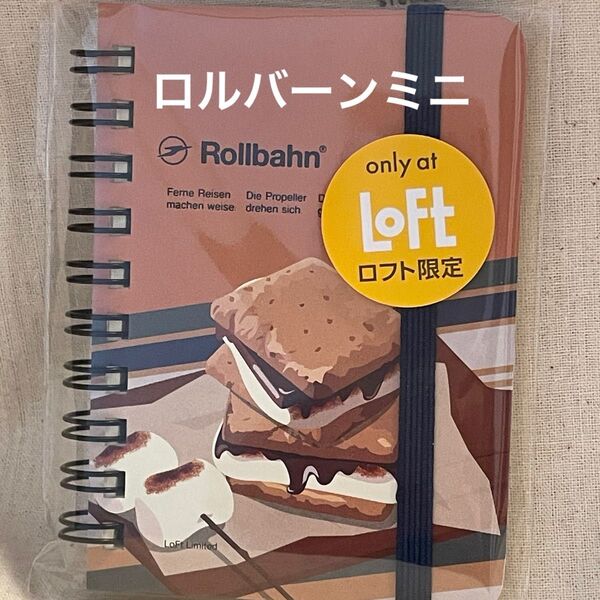 ロルバーンミニ
Rollbahn®
Ferne Reisen
machen weise.
Die Propeller
drehen sich
only at
LoFt
ロフト限定
LoFt Limited